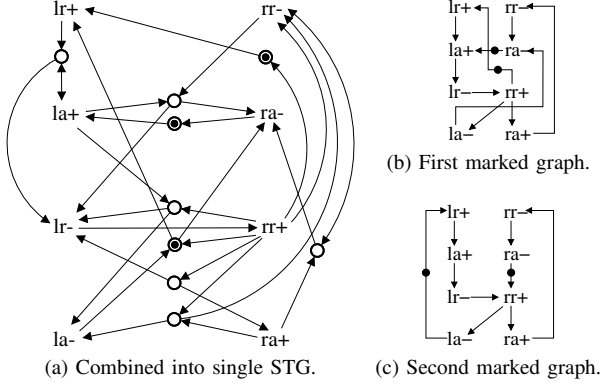 lr+ rr-
la+ ra-
lr- rr+
la- ra+
(a) Combined into single STG.
lr+ rr−
la+ ra−
lr− rr+
la− ra+
(b) First marked graph.
lr+ rr−
la+ ra−
lr− rr+
la− ra+
(c) Second marked graph.